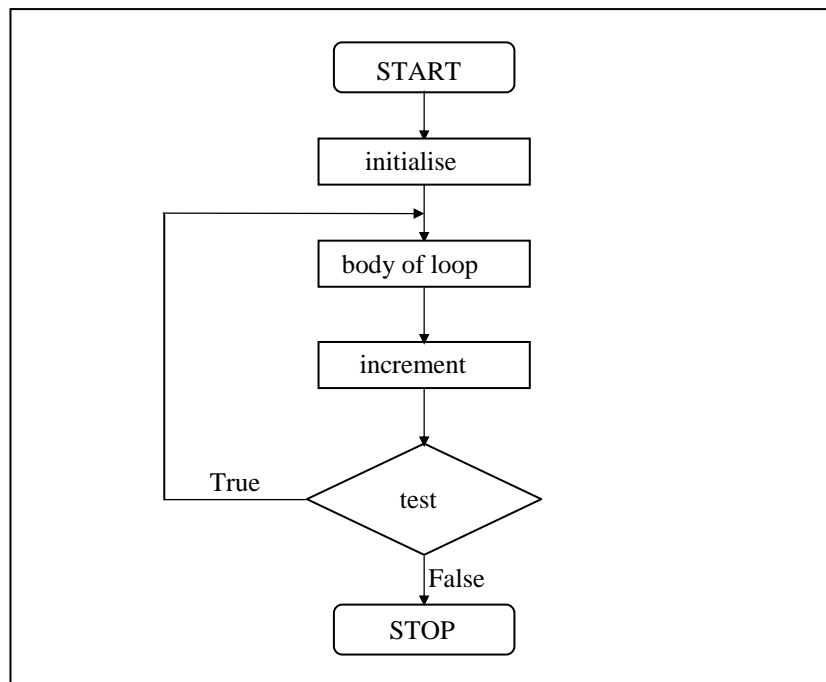 START
initialise
body of loop
increment
True
test
False
STOP